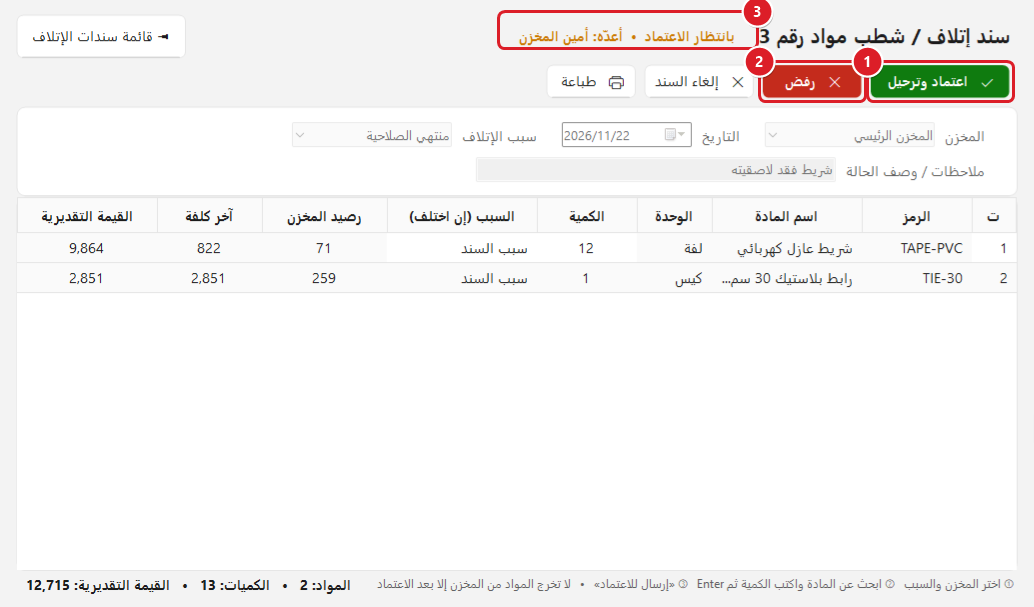 سند إتلاف / شطب مواد رقم 3
بانتظار الاعتماد • أعدّه: أمين المخزن
3
قائمة سندات الإتلاف
1
اعتماد وترحيل
2
رفض
إلغاء السند
طباعة
المخزن المخزن الرئيسي التاريخ 2026/11/22 سبب الإتلاف منتهي الصلاحية
ملاحظات / وصف الحالة شريط فقد لاصقيته
ت الرمز اسم المادة الوحدة الكمية السبب (إن اختلف) رصيد المخزن آخر كلفة القيمة التقديرية
1 TAPE-PVC شريط عازل كهربائي لفة 12 سبب السند 71 822 9,864
2 TIE-30 رابط بلاستيك 30 سم... كيس 1 سبب السند 259 2,851 2,851
① اختر المخزن والسبب ② ابحث عن المادة واكتب الكمية ثم Enter ③ «إرسال للاعتماد» • لا تخرج المواد من المخزن إلا بعد الاعتماد
المواد: 2 • الكميات: 13 • القيمة التقديرية: 12,715